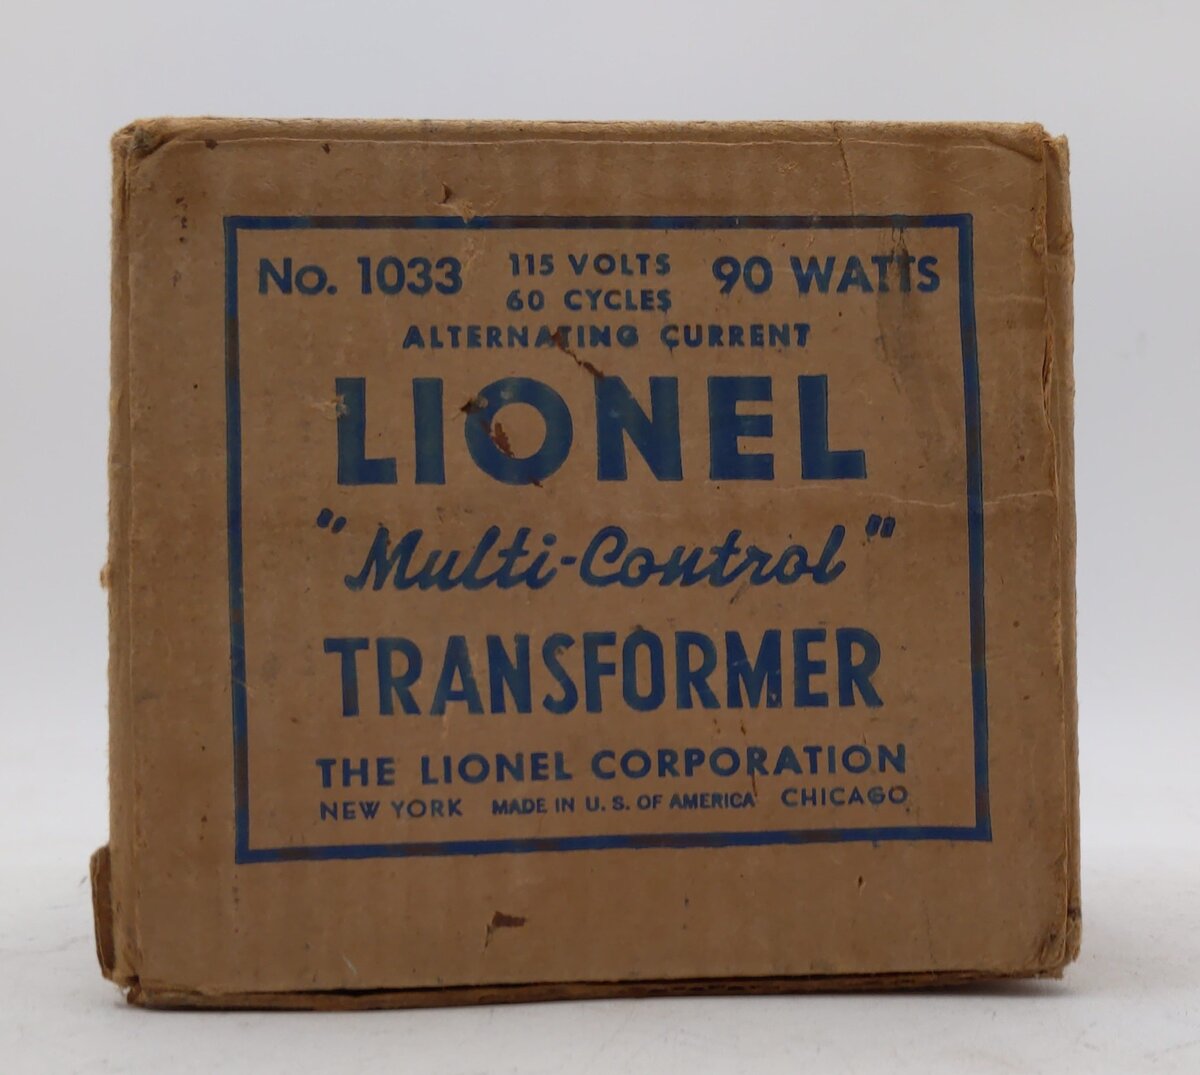 No. 1033 115 VOLTS 90 WATTS
60 CYCLES
ALTERNATING CURRENT
LIONEL
"Multi-Control"
TRANSFORMER
THE LIONEL CORPORATION
NEW YORK MADE IN U. S. OF AMERICA CHICAGO